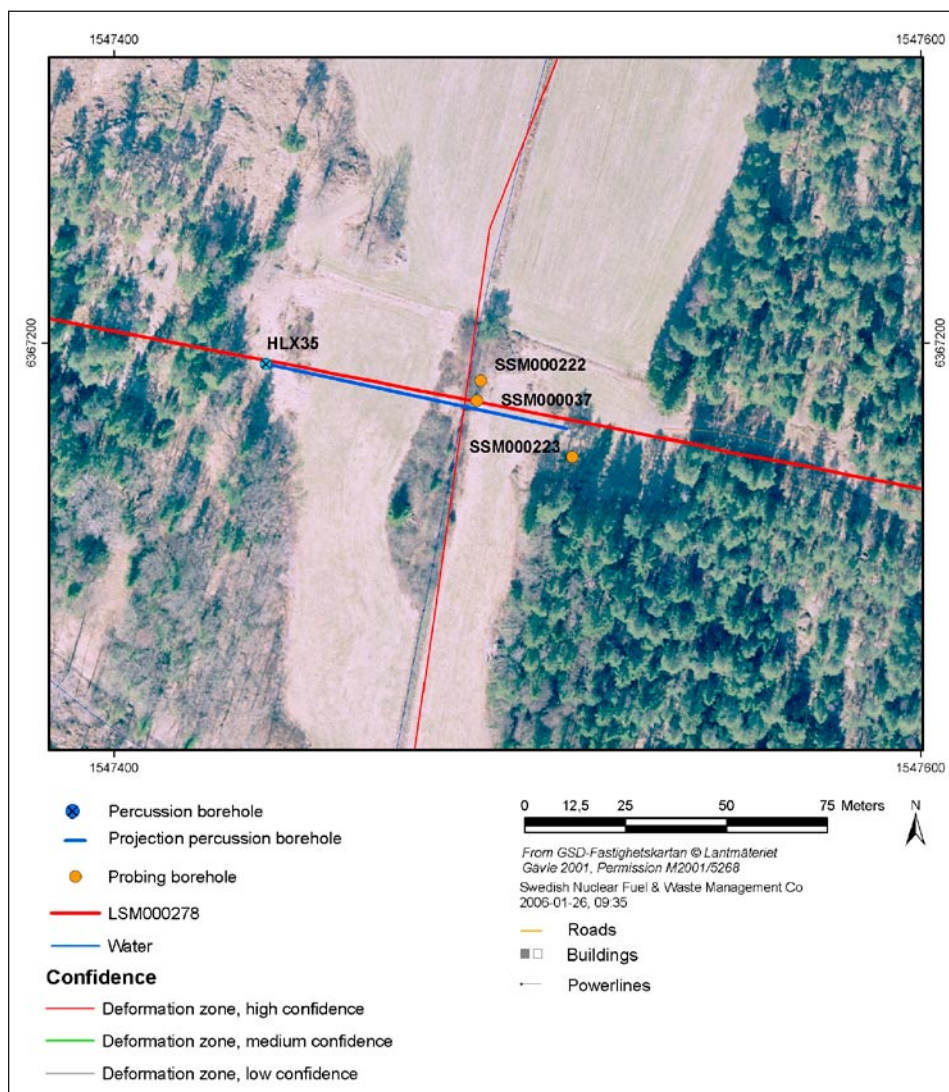 1547400
1547600
6367200
6367200
HLX35
SSM000222
SSM000037
SSM000223
1547400
1547600
Percussion borehole
Projection percussion borehole
Probing borehole
LSM000278
Water
Confidence
Deformation zone, high confidence
Deformation zone, medium confidence
Deformation zone, low confidence
0 12,5 25 50 75 Meters
N
From GSD-Fastighetskartan © Lantmäteriet
Gävle 2001, Permission M2001/5268
Swedish Nuclear Fuel & Waste Management Co
2006-01-26, 09:35
Roads
Buildings
Powerlines